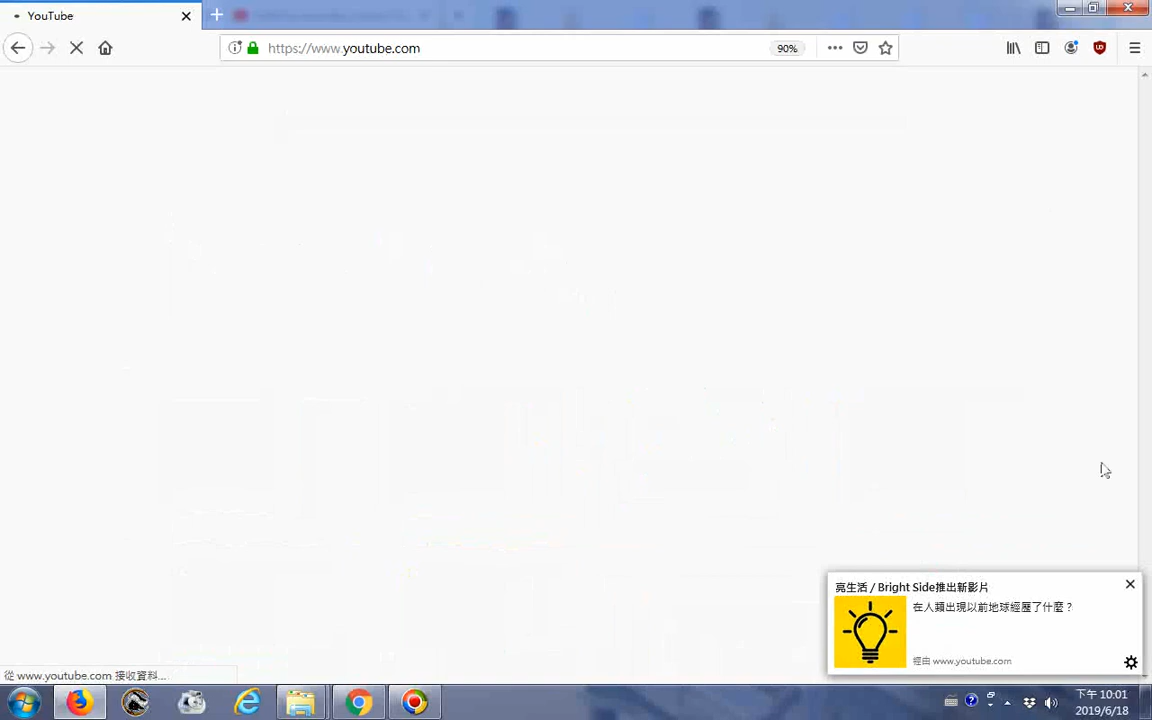 YouTube
https://www.youtube.com
90%
亮生活 / Bright Side推出新影片
在人類出現以前地球經歷了什麼？
經由 www.youtube.com
從 www.youtube.com 接收資料...
下午 10:01
2019/6/18